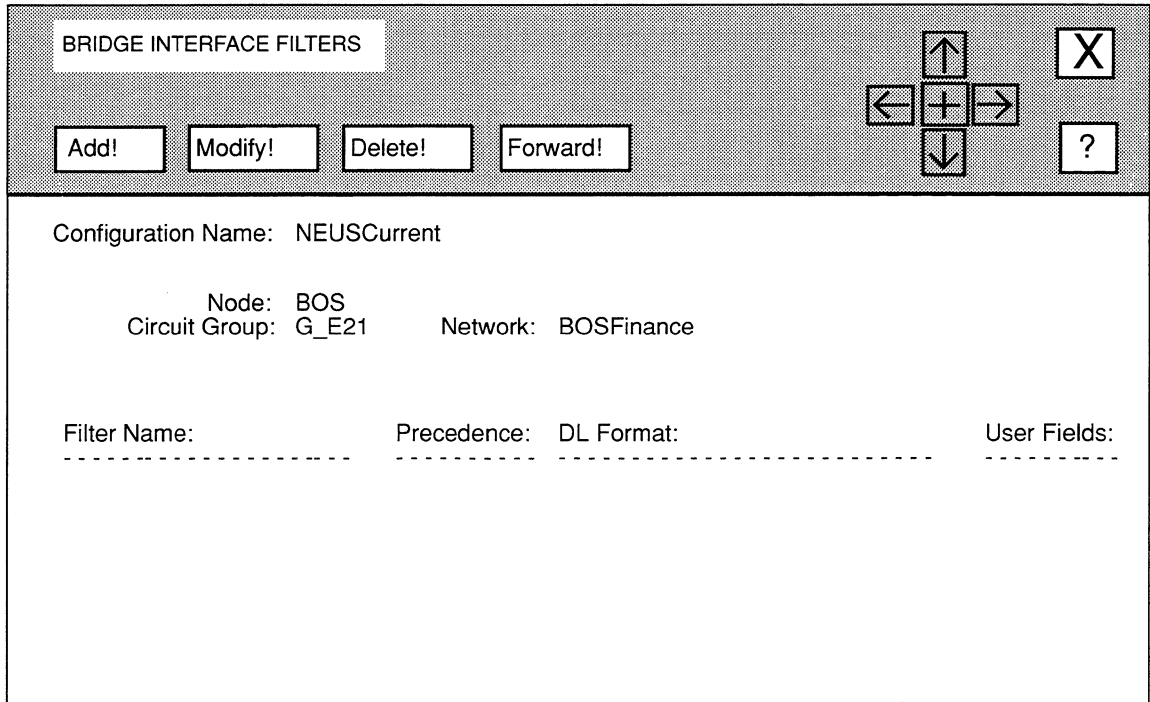 BRIDGE INTERFACE FILTERS
X
Add! Modify! Delete! Forward! ?
Configuration Name: NEUSCurrent
Node: BOS
Circuit Group: G_E21 Network: BOSFinance
Filter Name: Precedence: DL Format: User Fields: